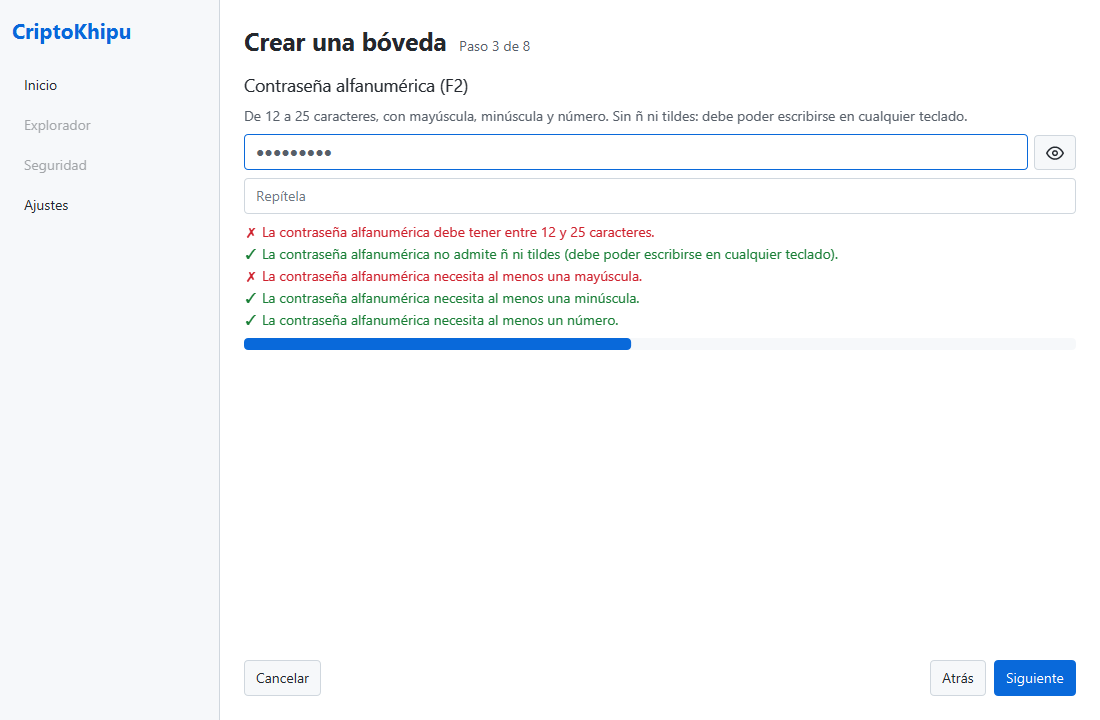 CriptoKhipu
Inicio
Explorador
Seguridad
Ajustes
Crear una bóveda Paso 3 de 8
Contraseña alfanumérica (F2)
De 12 a 25 caracteres, con mayúscula, minúscula y número. Sin ñ ni tildes: debe poder escribirse en cualquier teclado.
●●●●●●●●●
Repítela
✗ La contraseña alfanumérica debe tener entre 12 y 25 caracteres.
✓ La contraseña alfanumérica no admite ñ ni tildes (debe poder escribirse en cualquier teclado).
✗ La contraseña alfanumérica necesita al menos una mayúscula.
✓ La contraseña alfanumérica necesita al menos una minúscula.
✓ La contraseña alfanumérica necesita al menos un número.
Cancelar
Atrás
Siguiente